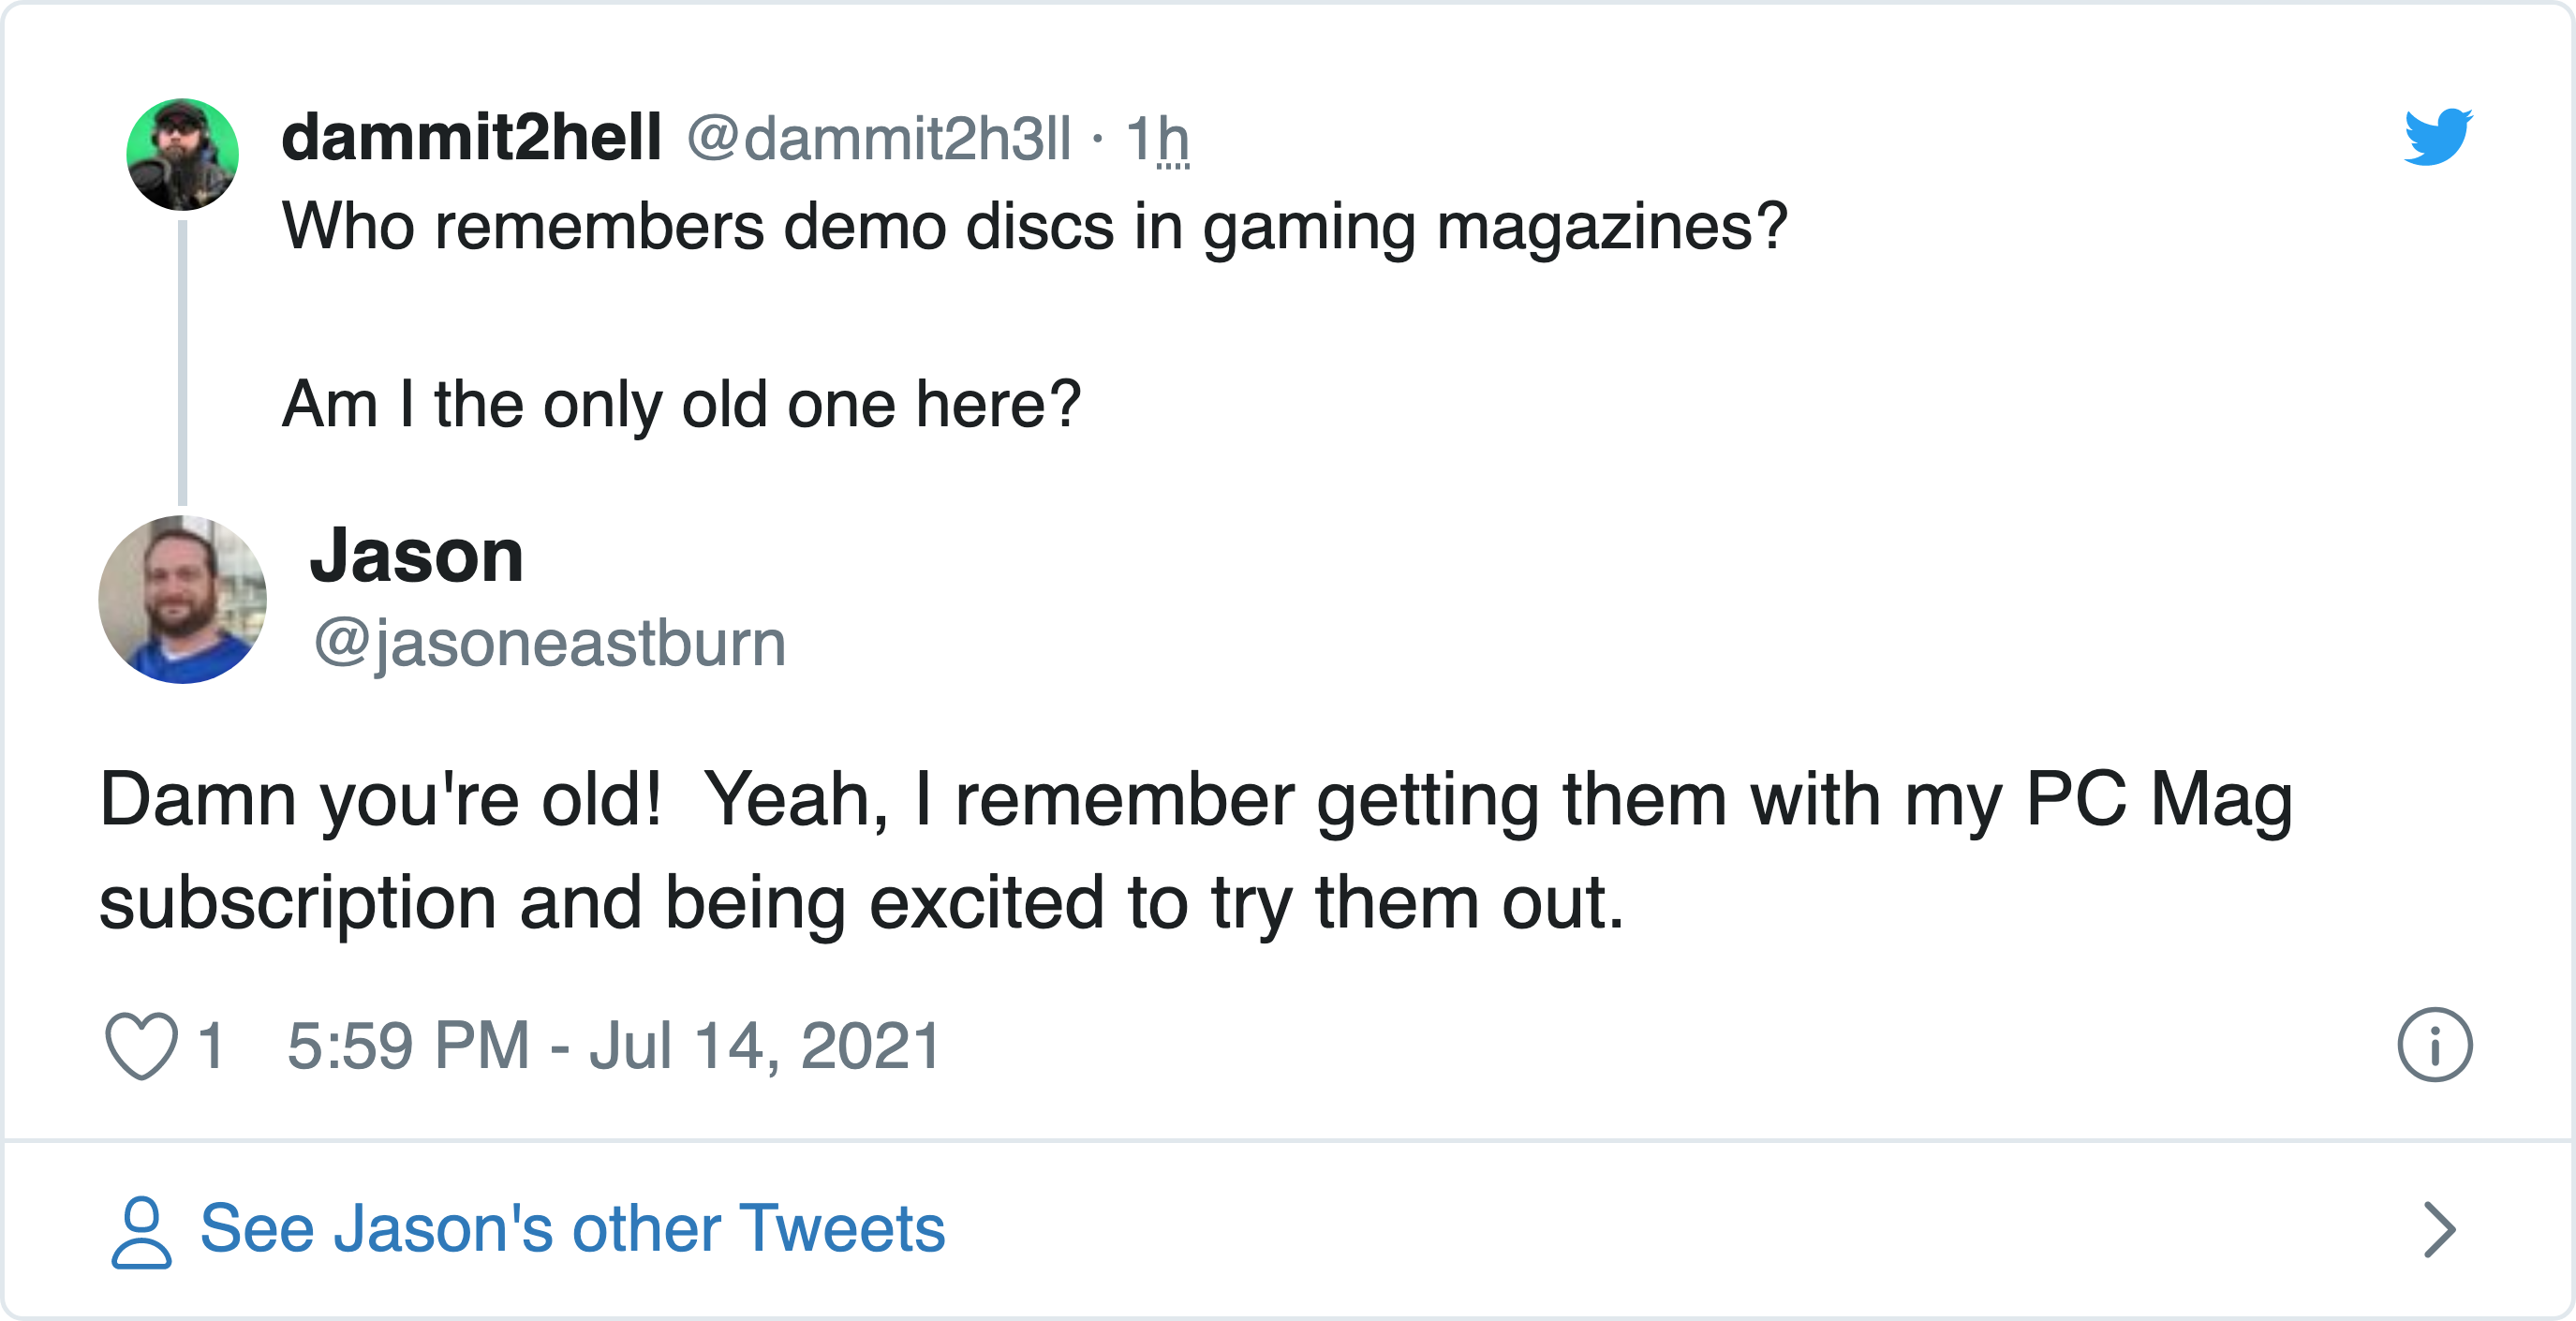 dammit2hell @dammit2h3ll · 1h
Who remembers demo discs in gaming magazines?
Am I the only old one here?
Jason
@jasoneastburn
Damn you're old!  Yeah, I remember getting them with my PC Mag
subscription and being excited to try them out.
1 5:59 PM - Jul 14, 2021
See Jason's other Tweets